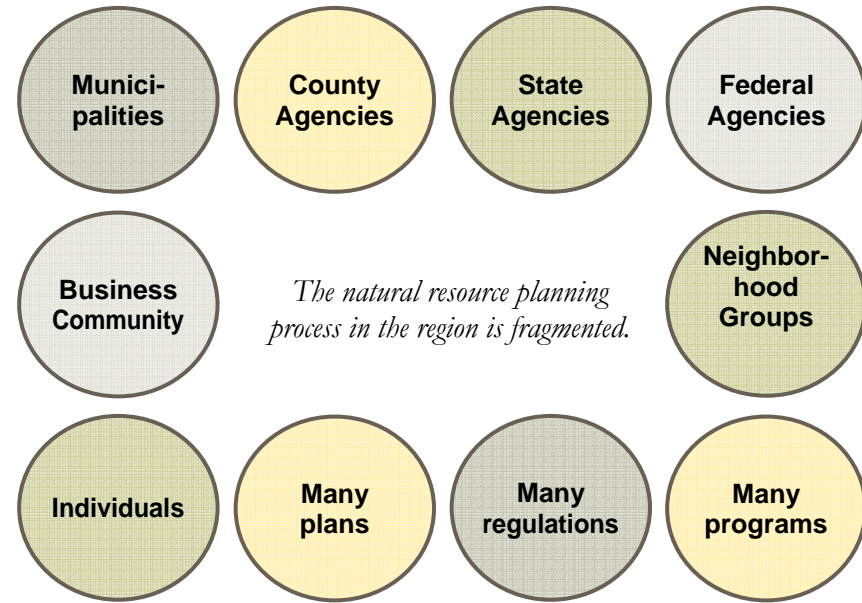 Munici-
palities
County
Agencies
State
Agencies
Federal
Agencies
Business
Community
The natural resource planning
process in the region is fragmented.
Neighbor-
hood
Groups
Individuals
Many
plans
Many
regulations
Many
programs